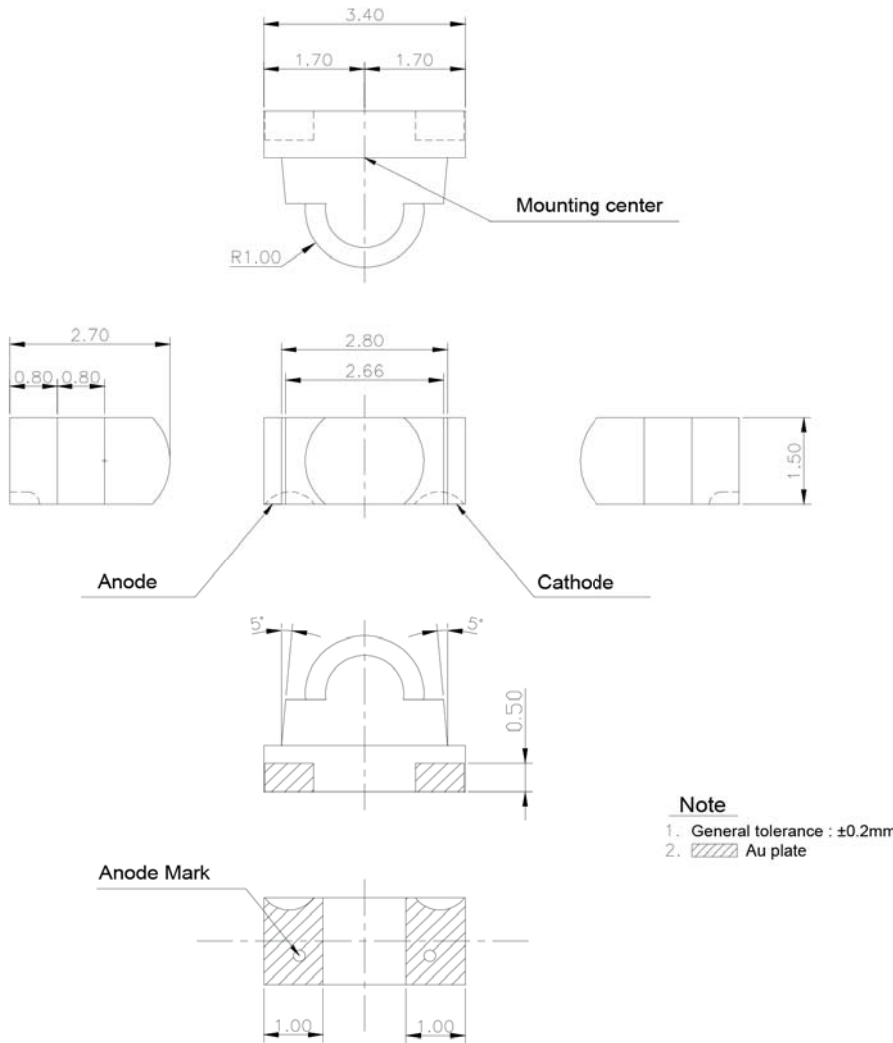 3.40
1.70 1.70
Mounting center
R1.00
2.70
0.80 0.80
2.80
2.66
1.50
Anode
Cathode
5° 5°
0.50
Note
1. General tolerance : ±0.2mm
2. Au plate
Anode Mark
1.00 1.00